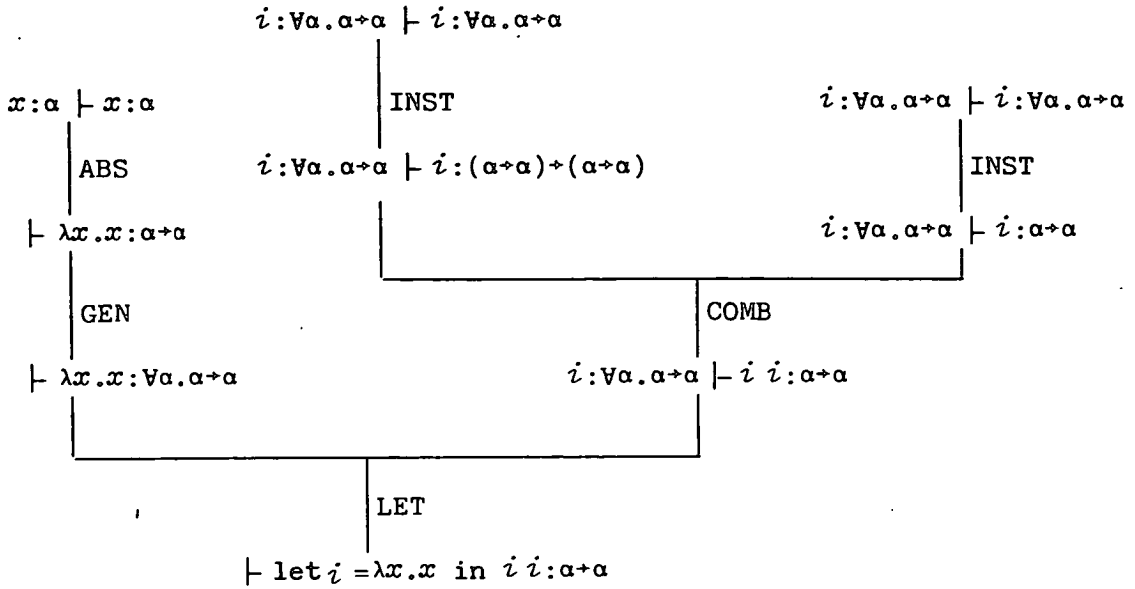 i:∀α.α→α ⊢ i:∀α.α→α
x:α ⊢ x:α
INST
i:∀α.α→α ⊢ i:∀α.α→α
ABS
i:∀α.α→α ⊢ i:(α→α)→(α→α)
INST
⊢ λx.x:α→α
i:∀α.α→α ⊢ i:α→α
GEN
COMB
⊢ λx.x:∀α.α→α
i:∀α.α→α ⊢ i i:α→α
LET
⊢ let i =λx.x in i i:α→α